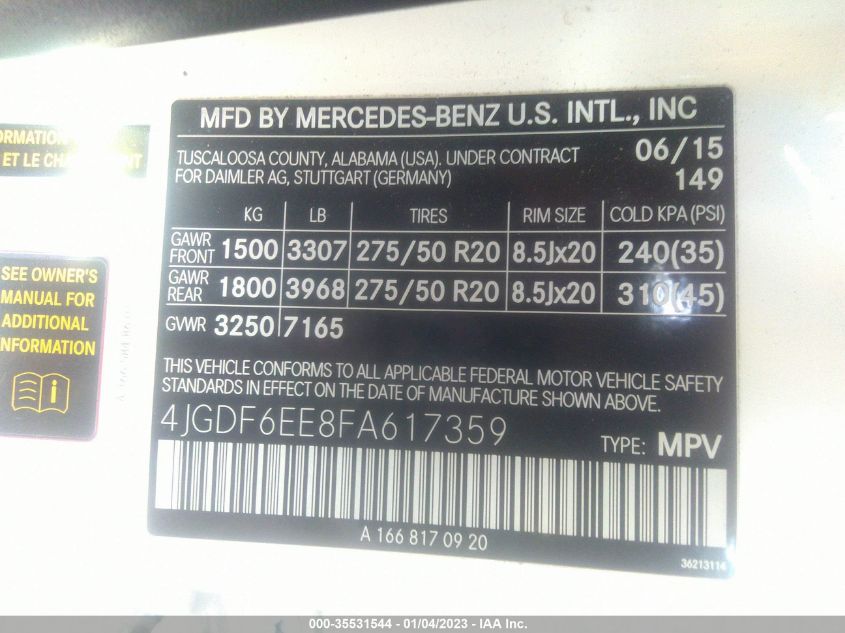 MFD BY MERCEDES-BENZ U.S. INTL., INC
TUSCALOOSA COUNTY, ALABAMA (USA). UNDER CONTRACT 06/15
FOR DAIMLER AG, STUTTGART (GERMANY) 149
KG LB TIRES RIM SIZE COLD KPA (PSI)
GAWR FRONT 1500 3307 275/50 R20 8.5Jx20 240(35)
GAWR REAR 1800 3968 275/50 R20 8.5Jx20 310(45)
GVWR 3250 7165
THIS VEHICLE CONFORMS TO ALL APPLICABLE FEDERAL MOTOR VEHICLE SAFETY
STANDARDS IN EFFECT ON THE DATE OF MANUFACTURE SHOWN ABOVE.
4JGDF6EE8FA617359
TYPE: MPV
A 166 817 09 20
36213114
ET LE
SEE OWNER'S
MANUAL FOR
ADDITIONAL
INFORMATION
000-35531544 - 01/04/2023 - IAA Inc.